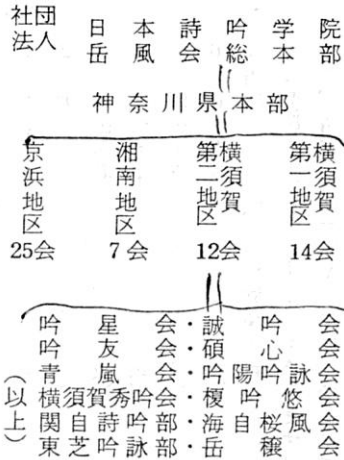 社団法人 日本詩吟学院
岳風会総本部
神奈川県本部
横須賀第一地区
14会
横須賀第二地区
12会
湘南地区
7会
京浜地区
25会
吟星会・誠吟会
吟友会・碩心会
青嵐会・吟陽吟詠会
横須賀秀吟会・榎吟悠会
関自詩吟部・海自桜風会
東芝吟詠部・岳穣会
(以上)